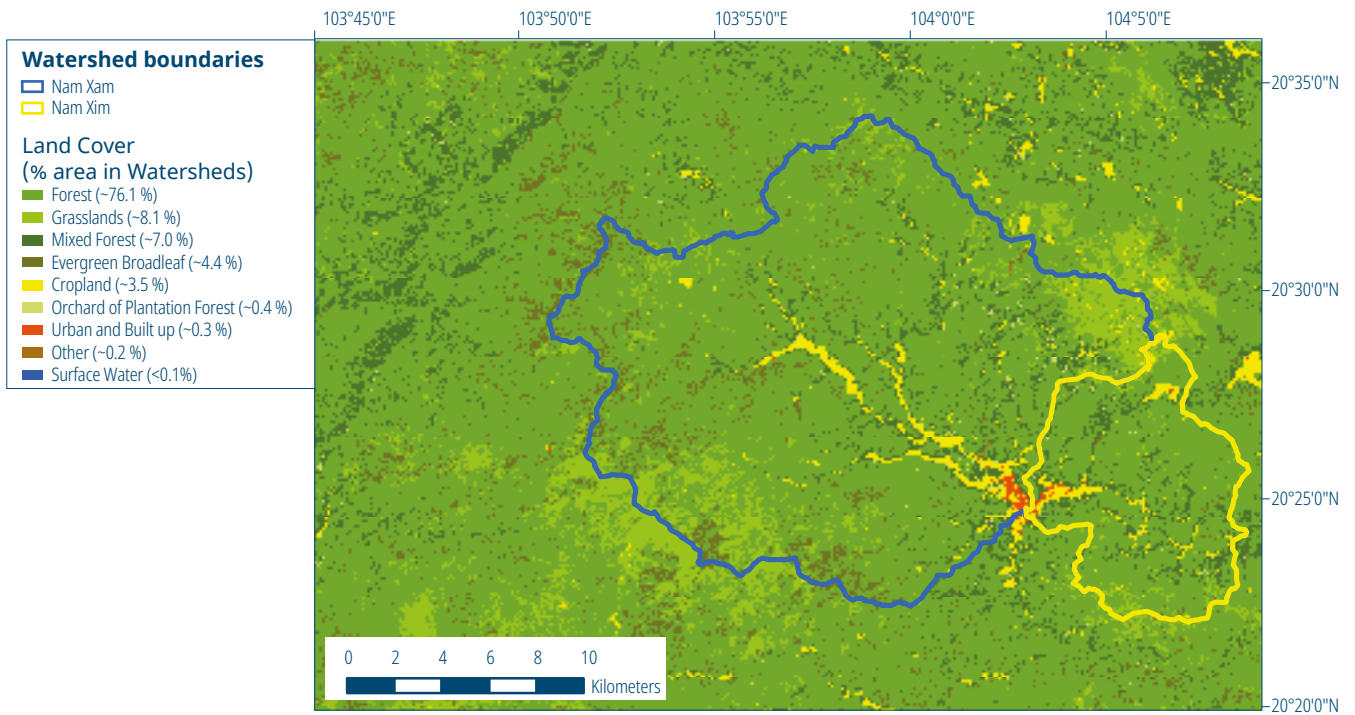 103°45'0"E 103°50'0"E 103°55'0"E 104°0'0"E 104°5'0"E
Watershed boundaries
Nam Xam
Nam Xim
Land Cover
(% area in Watersheds)
Forest (~76.1 %)
Grasslands (~8.1 %)
Mixed Forest (~7.0 %)
Evergreen Broadleaf (~4.4 %)
Cropland (~3.5 %)
Orchard of Plantation Forest (~0.4 %)
Urban and Built up (~0.3 %)
Other (~0.2 %)
Surface Water (<0.1%)
20°35'0"N
20°30'0"N
20°25'0"N
20°20'0"N
0 2 4 6 8 10
Kilometers